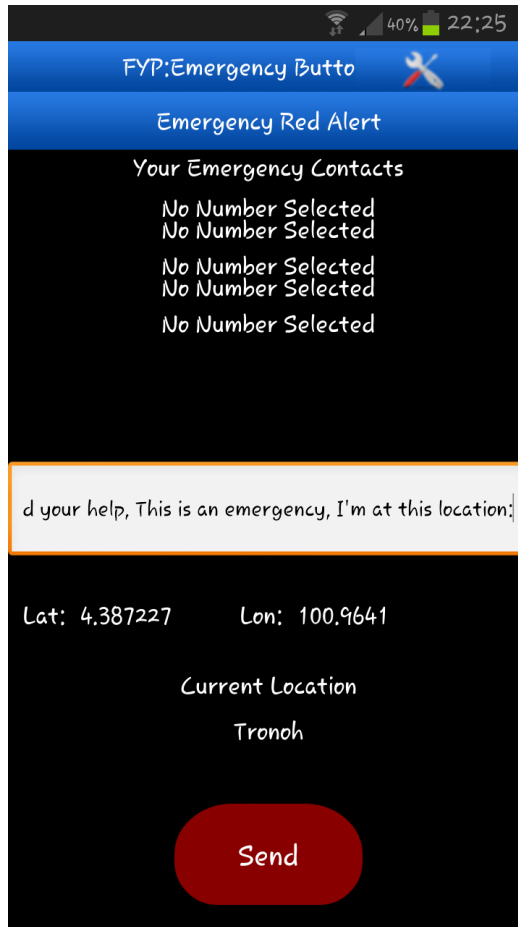 40% 22:25
FYP:Emergency Butto
Emergency Red Alert
Your Emergency Contacts
No Number Selected
No Number Selected
No Number Selected
No Number Selected
No Number Selected
d your help, This is an emergency, I'm at this location:
Lat: 4.387227 Lon: 100.9641
Current Location
Tronoh
Send